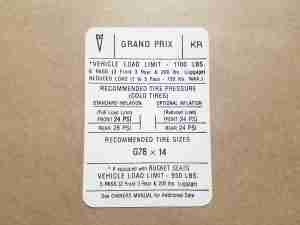 GRAND PRIX KR
*VEHICLE LOAD LIMIT - 1100 LBS.
6 PASS (3 Front 3 Rear & 200 lbs. Luggage)
REDUCED LOAD (1 to 5 Pass - 750 lbs. MAX.)
RECOMMENDED TIRE PRESSURE
(COLD TIRES)
STANDARD INFLATION OPTIONAL INFLATION
(Full Load Limit) (Reduced Load)
FRONT 24 PSI FRONT 24 PSI
REAR 26 PSI REAR 24 PSI
RECOMMENDED TIRE SIZES
G78 x 14
* If equipped with BUCKET SEATS
VEHICLE LOAD LIMIT - 950 LBS.
5-PASS (2 Front 3 Rear & 200 lbs. Luggage)
See OWNERS MANUAL for Additional Data